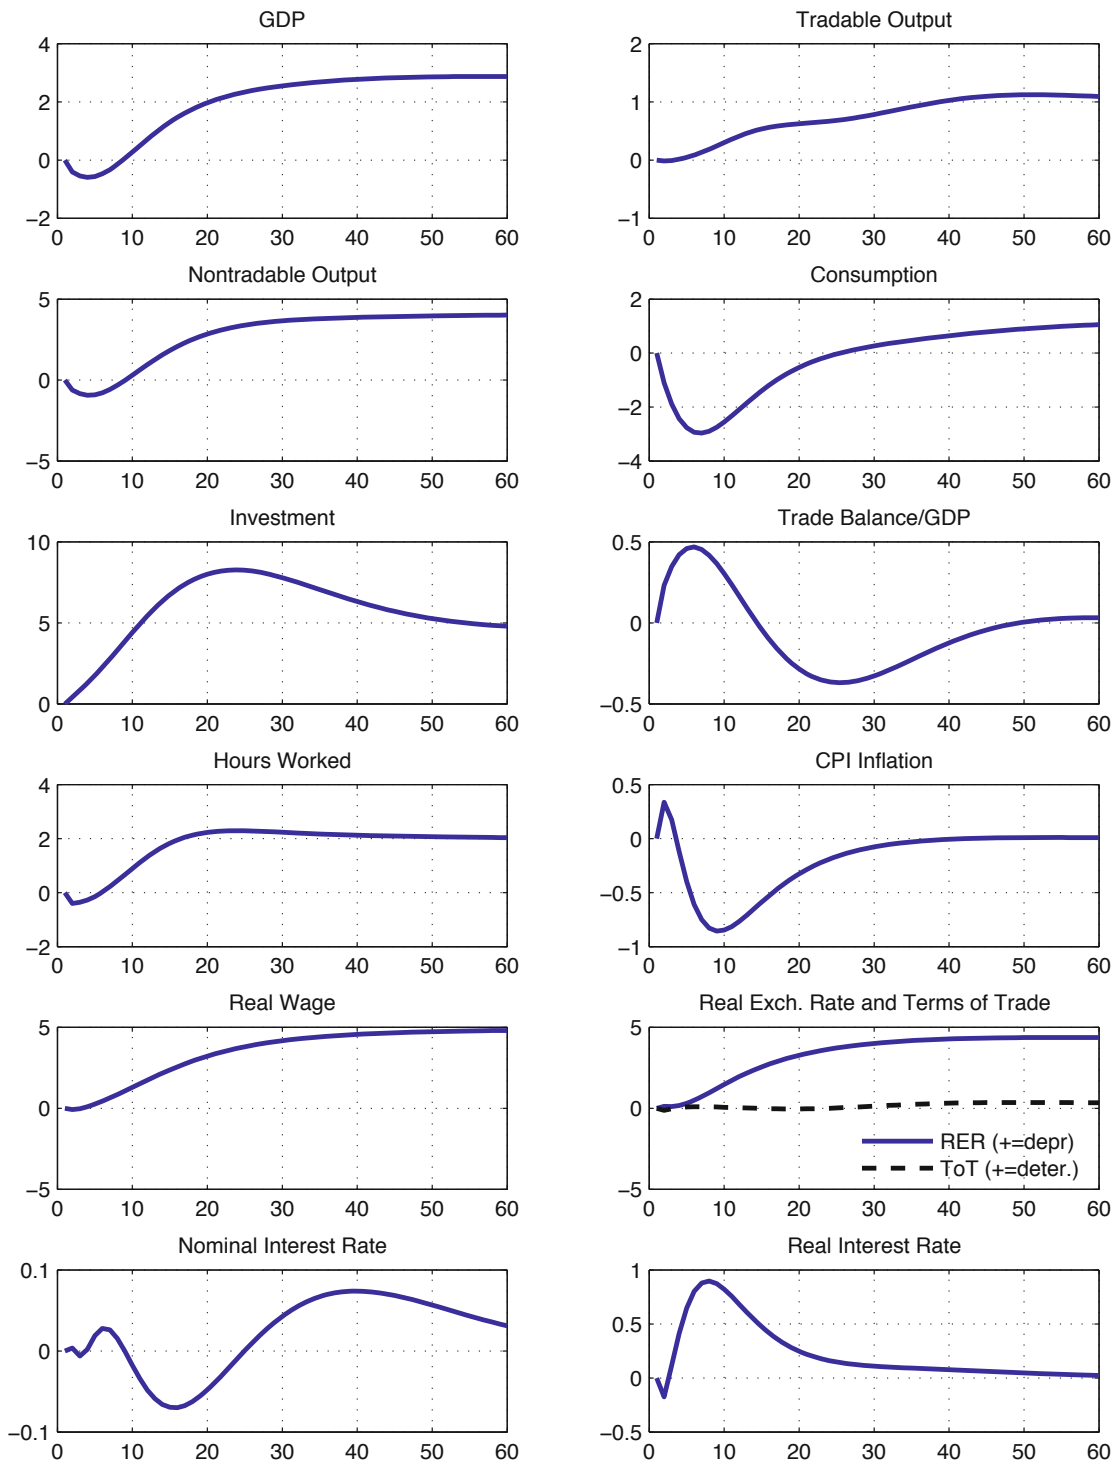 GDP
4
2
0
−2
0 10 20 30 40 50 60
Tradable Output
2
1
0
−1
0 10 20 30 40 50 60
Nontradable Output
5
0
−5
0 10 20 30 40 50 60
Consumption
2
0
−2
−4
0 10 20 30 40 50 60
Investment
10
5
0
0 10 20 30 40 50 60
Trade Balance/GDP
0.5
0
−0.5
0 10 20 30 40 50 60
Hours Worked
4
2
0
−2
0 10 20 30 40 50 60
CPI Inflation
0.5
0
−0.5
−1
0 10 20 30 40 50 60
Real Wage
5
0
−5
0 10 20 30 40 50 60
Real Exch. Rate and Terms of Trade
5
0
−5
RER (+=depr)
ToT (+=deter.)
0 10 20 30 40 50 60
Nominal Interest Rate
0.1
0
−0.1
0 10 20 30 40 50 60
Real Interest Rate
1
0.5
0
−0.5
0 10 20 30 40 50 60